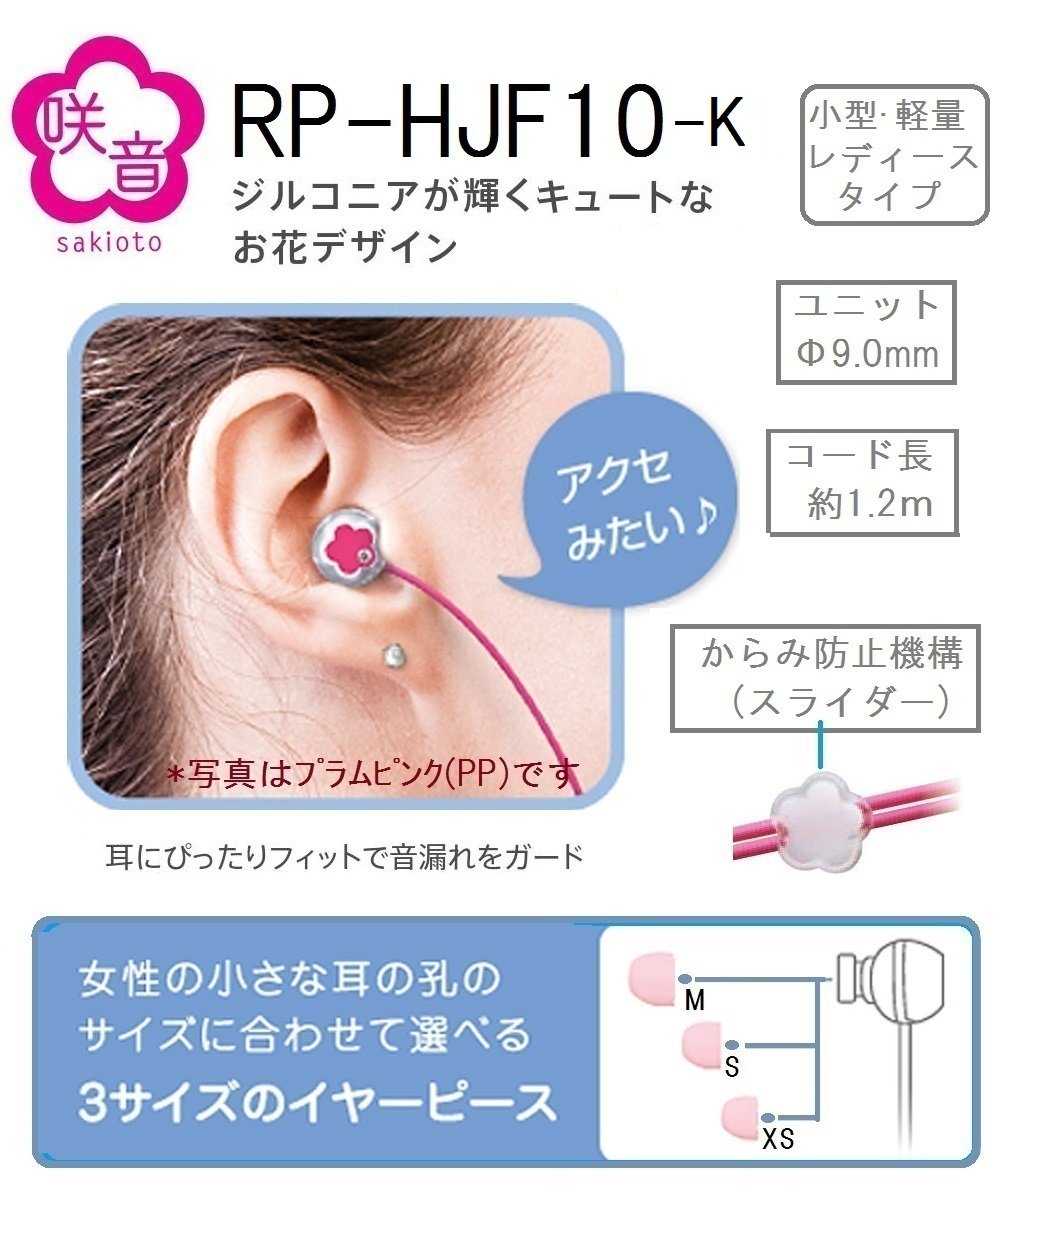 咲音
sakioto
RP-HJF10-K
ジルコニアが輝くキュートな
お花デザイン
小型・軽量
レディース
タイプ
ユニット
Φ9.0mm
コード長
約1.2m
アクセ
みたい♪
からみ防止機構
（スライダー）
*写真はプラムピンク(PP)です
耳にぴったりフィットで音漏れをガード
女性の小さな耳の孔の
サイズに合わせて選べる
3サイズのイヤーピース
M
S
XS